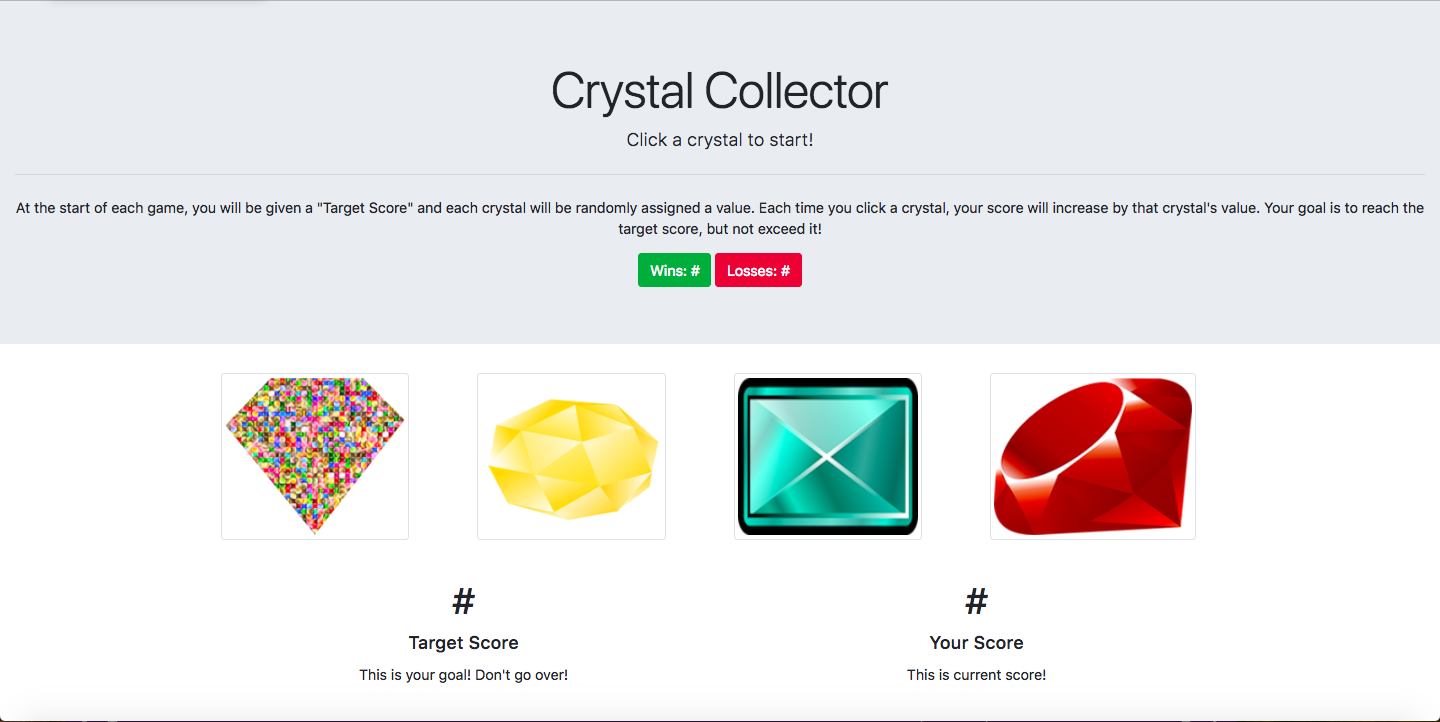 Crystal Collector
Click a crystal to start!
At the start of each game, you will be given a "Target Score" and each crystal will be randomly assigned a value. Each time you click a crystal, your score will increase by that crystal's value. Your goal is to reach the
target score, but not exceed it!
Wins: # Losses: #
# #
Target Score Your Score
This is your goal! Don't go over! This is current score!